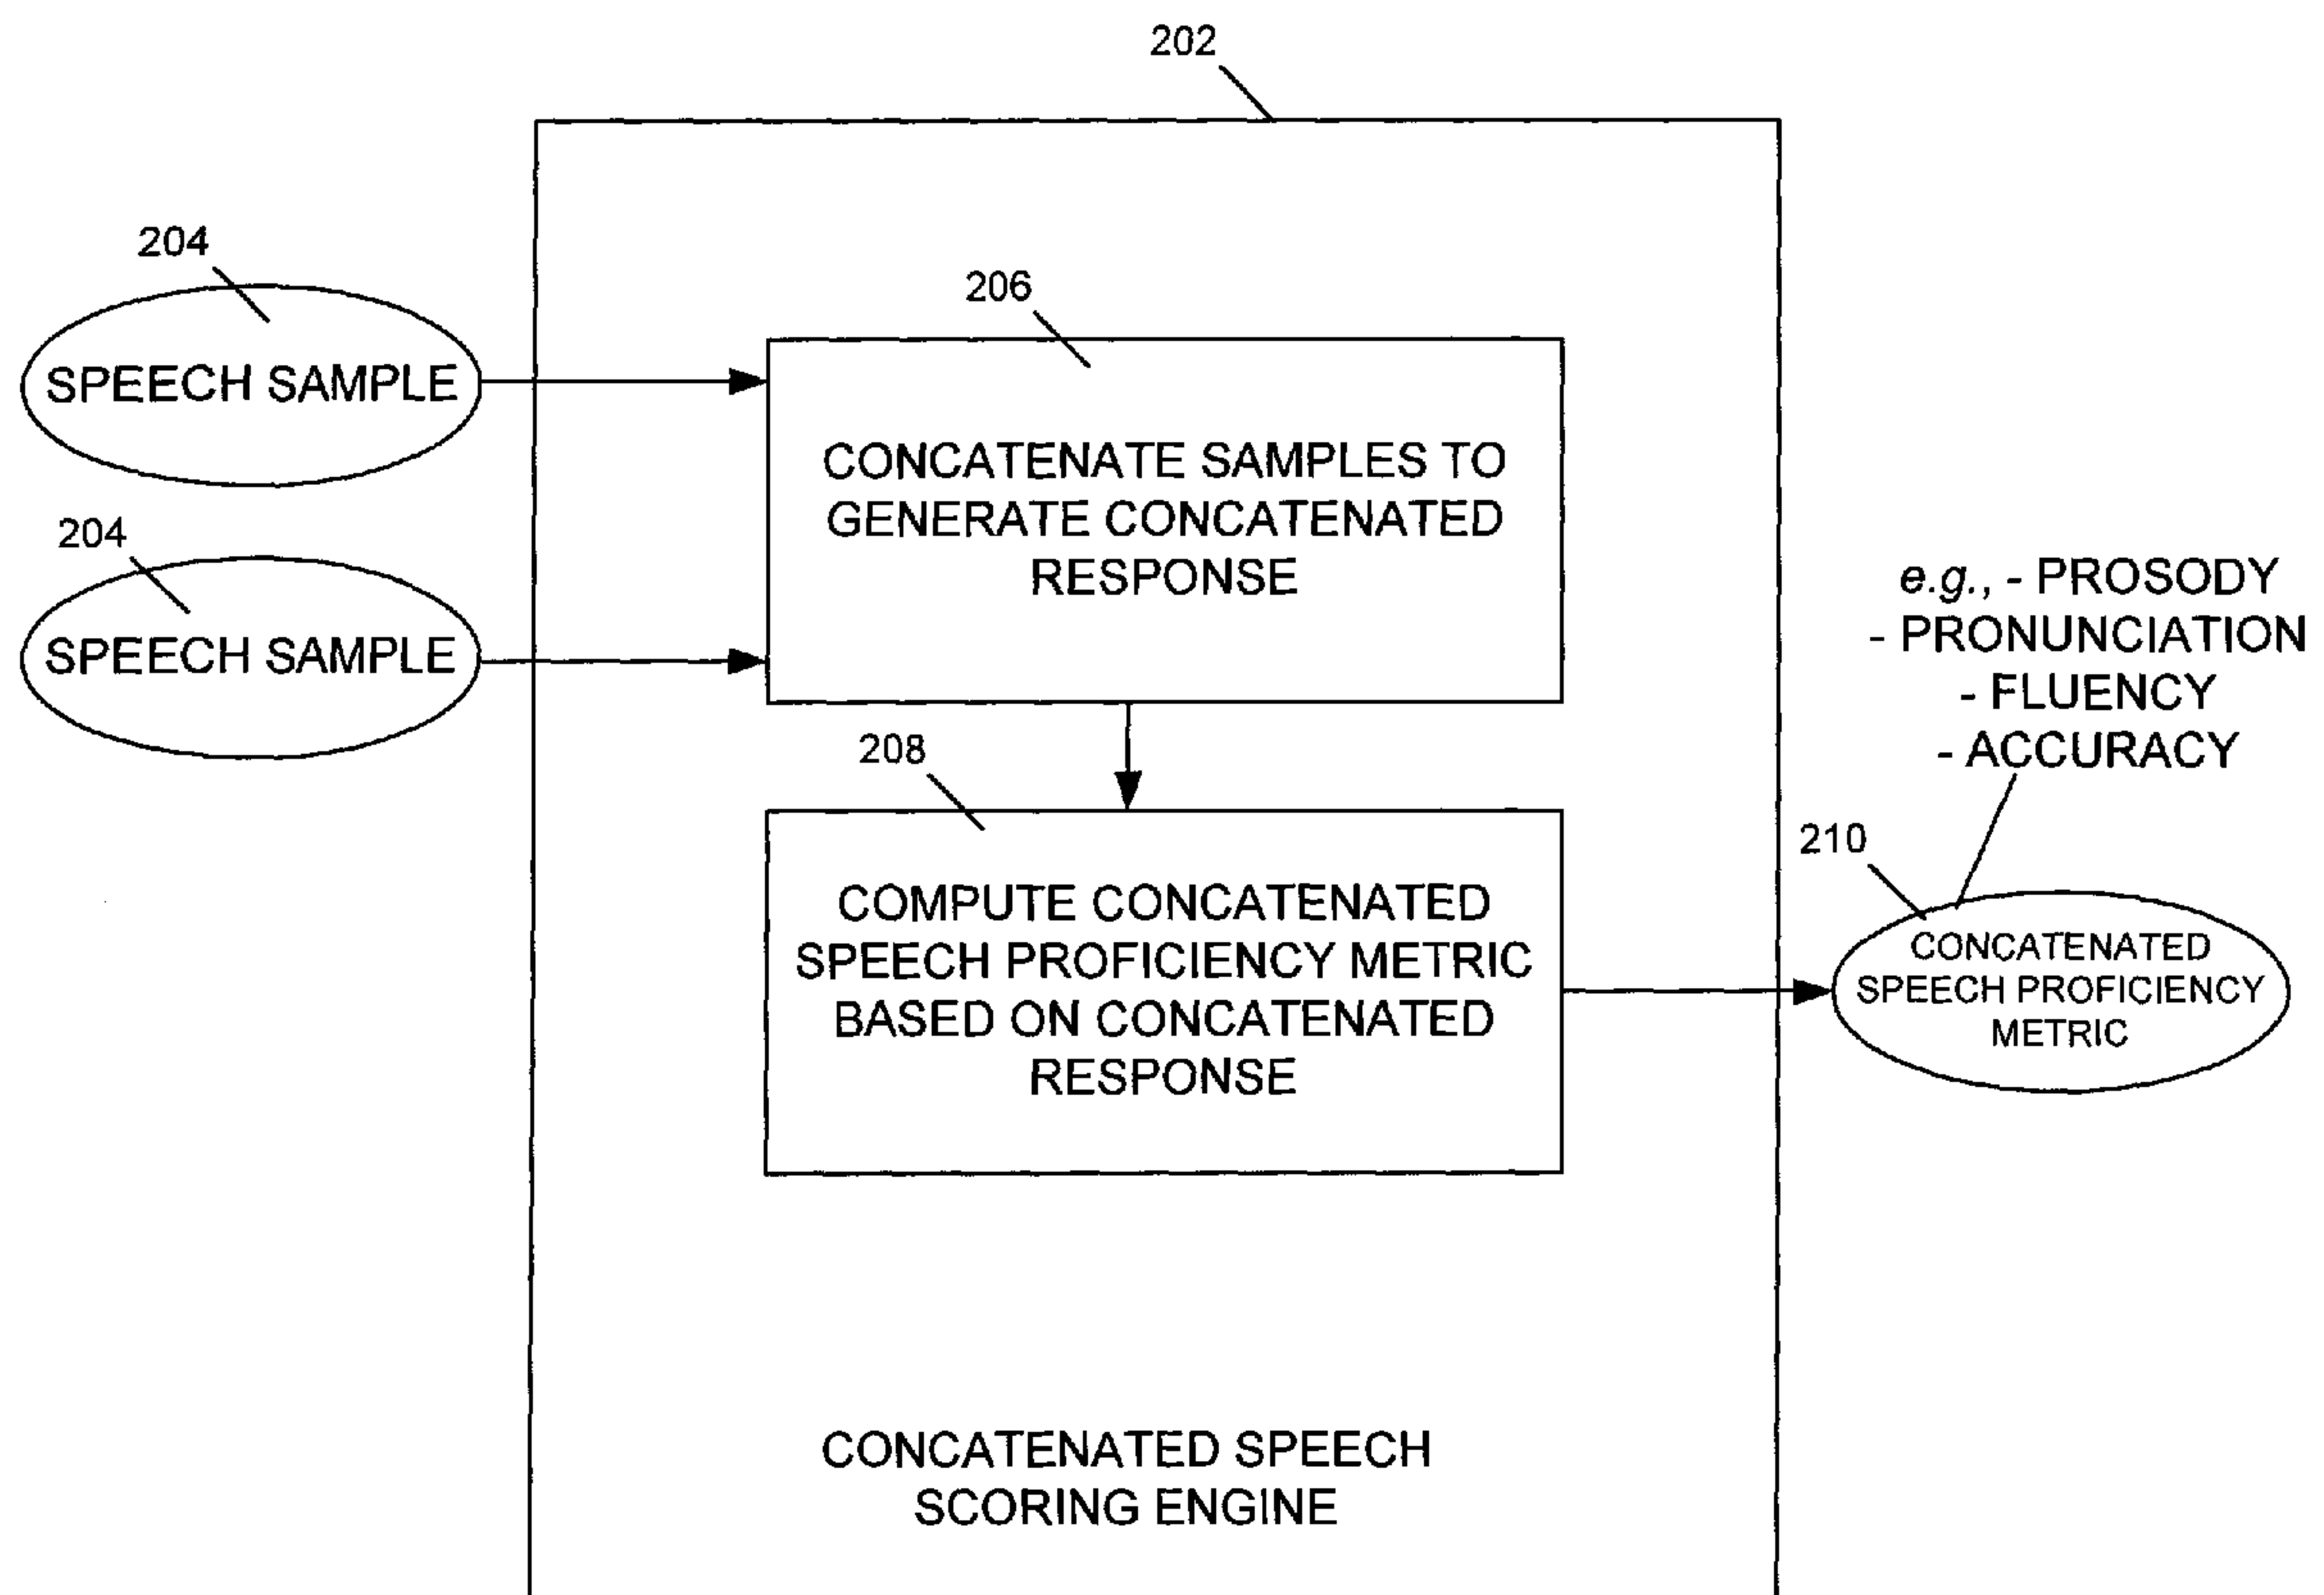 202
204
SPEECH SAMPLE
204
SPEECH SAMPLE
206
CONCATENATE SAMPLES TO
GENERATE CONCATENATED
RESPONSE
208
COMPUTE CONCATENATED
SPEECH PROFICIENCY METRIC
BASED ON CONCATENATED
RESPONSE
e.g., - PROSODY
- PRONUNCIATION
- FLUENCY
- ACCURACY
210
CONCATENATED
SPEECH PROFICIENCY
METRIC
CONCATENATED SPEECH
SCORING ENGINE